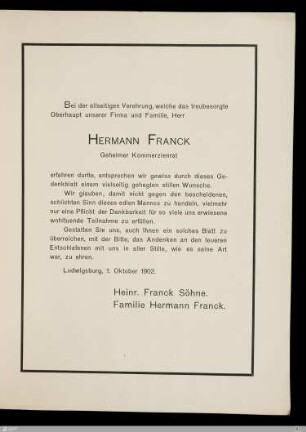 Bei der allseitigen Verehrung, welche das treubesorgte
Oberhaupt unserer Firma und Familie, Herr
HERMANN FRANCK
Geheimer Kommerzienrat
erfahren durfte, entsprechen wir gewiss durch dieses Ge-
denkblatt einem vielseitig gehegten stillen Wunsche.
Wir glauben, damit nicht gegen den bescheidenen,
schlichten Sinn dieses edlen Mannes zu handeln, vielmehr
nur eine Pflicht der Dankbarkeit für so viele uns erwiesene
wohltuende Teilnahme zu erfüllen.
Gestatten Sie uns, auch Ihnen ein solches Blatt zu
überreichen, mit der Bitte, das Andenken an den teueren
Entschlafenen mit uns in aller Stille, wie es seine Art
war, zu ehren.
Ludwigsburg, 1. Oktober 1902.
Heinr. Franck Söhne.
Familie Hermann Franck.